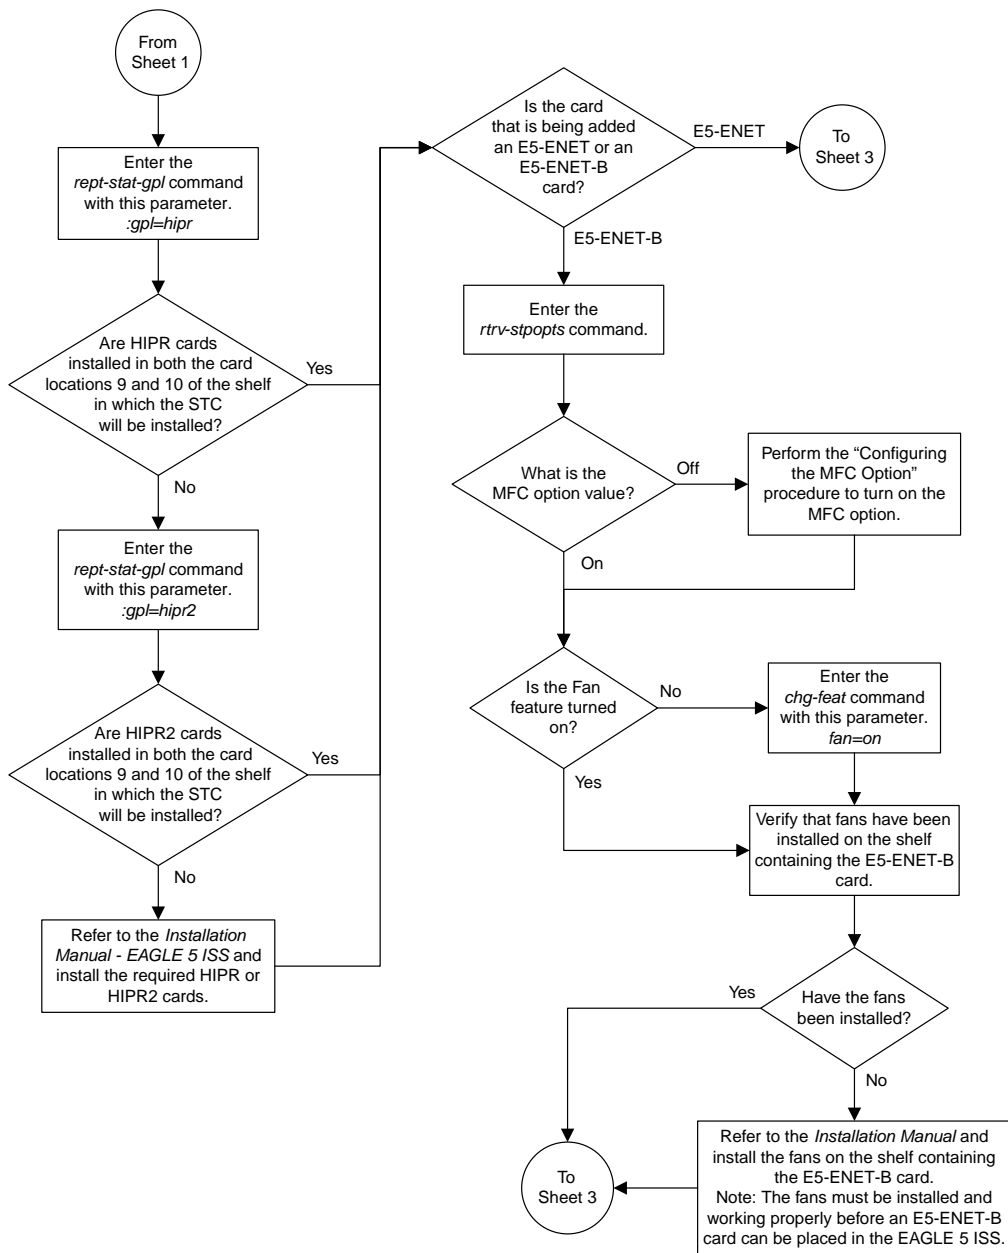 From
Sheet 1
Enter the
rept-stat-gpl command
with this parameter.
:gpl=hipr
Are HIPR cards
installed in both the card
locations 9 and 10 of the shelf
in which the STC
will be installed?
Yes
No
Enter the
rept-stat-gpl command
with this parameter.
:gpl=hipr2
Are HIPR2 cards
installed in both the card
locations 9 and 10 of the shelf
in which the STC
will be installed?
Yes
No
Refer to the Installation
Manual - EAGLE 5 ISS and
install the required HIPR or
HIPR2 cards.
Is the card
that is being added
an E5-ENET or an
E5-ENET-B
card?
E5-ENET
To
Sheet 3
E5-ENET-B
Enter the
rtrv-stpopts command.
What is the
MFC option value?
Off
Perform the “Configuring
the MFC Option”
procedure to turn on the
MFC option.
On
Is the Fan
feature turned
on?
No
Enter the
chg-feat command
with this parameter.
fan=on
Yes
Verify that fans have been
installed on the shelf
containing the E5-ENET-B
card.
Have the fans
been installed?
Yes
No
Refer to the Installation Manual and
install the fans on the shelf containing
the E5-ENET-B card.
Note: The fans must be installed and
working properly before an E5-ENET-B
card can be placed in the EAGLE 5 ISS.
To
Sheet 3